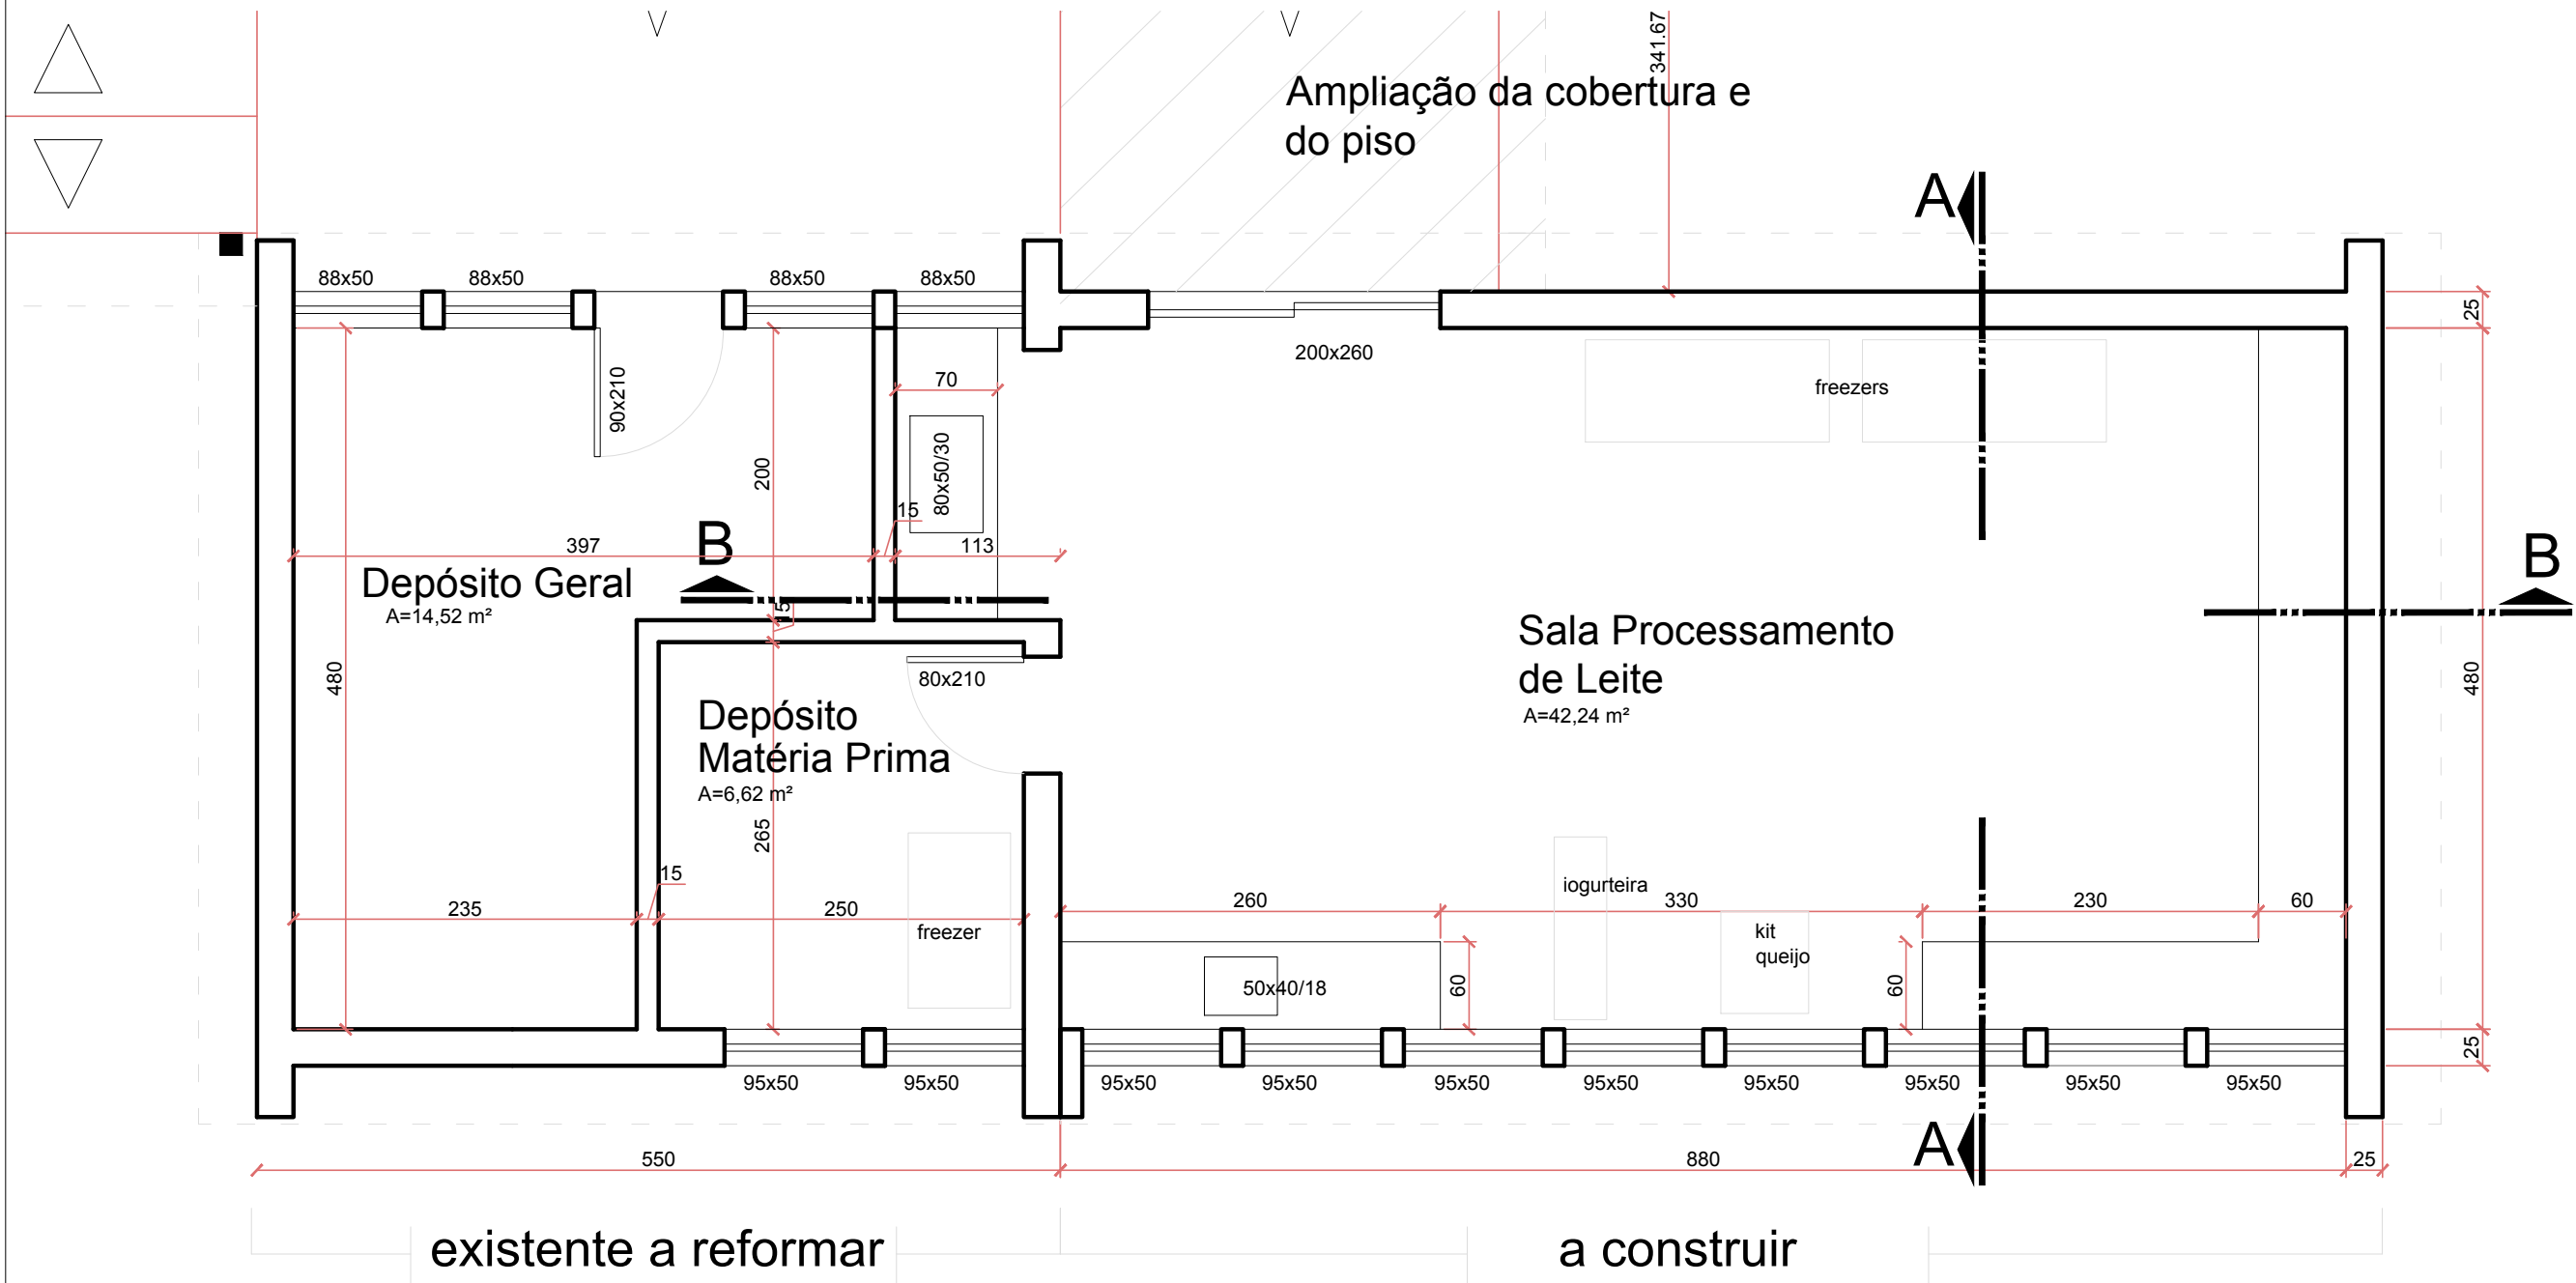 341.67
Ampliação da cobertura e
do piso
A
88x50
88x50
88x50
88x50
25
200x260
70
freezers
90x210
80x50/30
200
15
397
B
113
B
Depósito Geral
A=14,52 m²
15
Sala Processamento
de Leite
A=42,24 m²
480
80x210
480
Depósito
Matéria Prima
A=6,62 m²
265
15
iogurteira
235
250
260
330
230
60
freezer
kit
queijo
50x40/18
60
60
25
95x50
95x50
95x50
95x50
95x50
95x50
95x50
95x50
95x50
95x50
A
550
880
25
existente a reformar
a construir